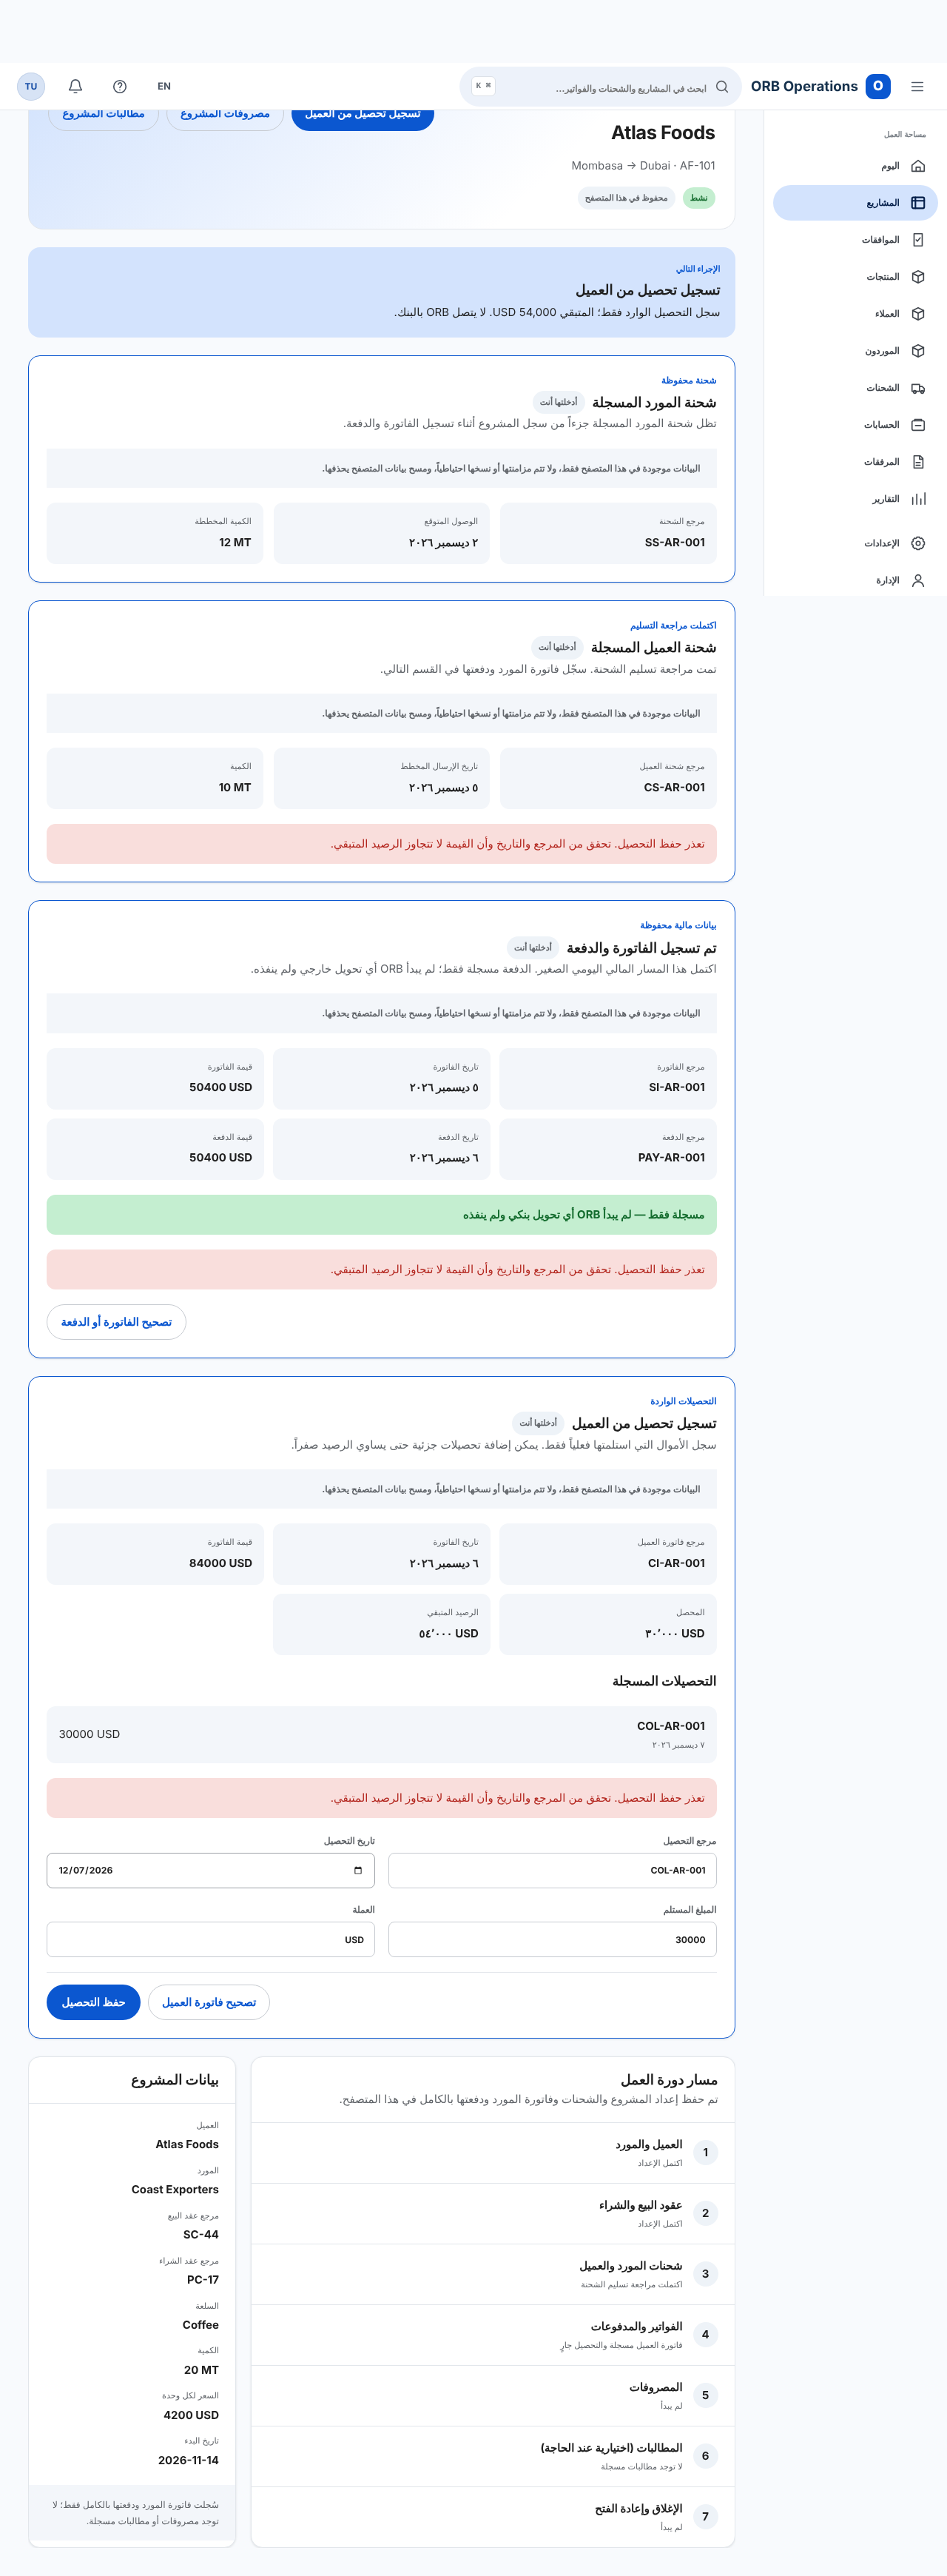 ORB Operations
O
ابحث في المشاريع والشحنات والفواتير...
K ⌘
EN
TU
مساحة العمل
اليوم
المشاريع
الموافقات
المنتجات
العملاء
الموردون
الشحنات
الحسابات
المرفقات
التقارير
الإعدادات
الإدارة
تسجيل تحصيل من العميل
مصروفات المشروع
مطالبات المشروع
Atlas Foods
Mombasa → Dubai · AF-101
نشط
محفوظ في هذا المتصفح
الإجراء التالي
تسجيل تحصيل من العميل
سجل التحصيل الوارد فقط؛ المتبقي 54,000 USD. لا يتصل ORB بالبنك.
شحنة محفوظة
شحنة المورد المسجلة
أدخلتها أنت
تظل شحنة المورد المسجلة جزءاً من سجل المشروع أثناء تسجيل الفاتورة والدفعة.
البيانات موجودة في هذا المتصفح فقط، ولا تتم مزامنتها أو نسخها احتياطياً، ومسح بيانات المتصفح يحذفها.
مرجع الشحنة
SS-AR-001
الوصول المتوقع
٢ ديسمبر ٢٠٢٦
الكمية المخططة
12 MT
اكتملت مراجعة التسليم
شحنة العميل المسجلة
أدخلتها أنت
تمت مراجعة تسليم الشحنة. سجّل فاتورة المورد ودفعتها في القسم التالي.
البيانات موجودة في هذا المتصفح فقط، ولا تتم مزامنتها أو نسخها احتياطياً، ومسح بيانات المتصفح يحذفها.
مرجع شحنة العميل
CS-AR-001
تاريخ الإرسال المخطط
٥ ديسمبر ٢٠٢٦
الكمية
10 MT
تعذر حفظ التحصيل. تحقق من المرجع والتاريخ وأن القيمة لا تتجاوز الرصيد المتبقي.
بيانات مالية محفوظة
تم تسجيل الفاتورة والدفعة
أدخلتها أنت
اكتمل هذا المسار المالي اليومي الصغير. الدفعة مسجلة فقط؛ لم يبدأ ORB أي تحويل خارجي ولم ينفذه.
البيانات موجودة في هذا المتصفح فقط، ولا تتم مزامنتها أو نسخها احتياطياً، ومسح بيانات المتصفح يحذفها.
مرجع الفاتورة
SI-AR-001
تاريخ الفاتورة
٥ ديسمبر ٢٠٢٦
قيمة الفاتورة
50400 USD
مرجع الدفعة
PAY-AR-001
تاريخ الدفعة
٦ ديسمبر ٢٠٢٦
قيمة الدفعة
50400 USD
مسجلة فقط — لم يبدأ ORB أي تحويل بنكي ولم ينفذه
تعذر حفظ التحصيل. تحقق من المرجع والتاريخ وأن القيمة لا تتجاوز الرصيد المتبقي.
تصحيح الفاتورة أو الدفعة
التحصيلات الواردة
تسجيل تحصيل من العميل
أدخلتها أنت
سجل الأموال التي استلمتها فعلياً فقط. يمكن إضافة تحصيلات جزئية حتى يساوي الرصيد صفراً.
البيانات موجودة في هذا المتصفح فقط، ولا تتم مزامنتها أو نسخها احتياطياً، ومسح بيانات المتصفح يحذفها.
مرجع فاتورة العميل
CI-AR-001
تاريخ الفاتورة
٦ ديسمبر ٢٠٢٦
قيمة الفاتورة
84000 USD
المحصل
٣٠٬٠٠٠ USD
الرصيد المتبقي
٥٤٬٠٠٠ USD
التحصيلات المسجلة
COL-AR-001
٧ ديسمبر ٢٠٢٦
30000 USD
تعذر حفظ التحصيل. تحقق من المرجع والتاريخ وأن القيمة لا تتجاوز الرصيد المتبقي.
مرجع التحصيل
COL-AR-001
تاريخ التحصيل
12/07/2026
المبلغ المستلم
30000
العملة
USD
تصحيح فاتورة العميل
حفظ التحصيل
مسار دورة العمل
تم حفظ إعداد المشروع والشحنات وفاتورة المورد ودفعتها بالكامل في هذا المتصفح.
1
العميل والمورد
اكتمل الإعداد
2
عقود البيع والشراء
اكتمل الإعداد
3
شحنات المورد والعميل
اكتملت مراجعة تسليم الشحنة
4
الفواتير والمدفوعات
فاتورة العميل مسجلة والتحصيل جارٍ
5
المصروفات
لم يبدأ
6
المطالبات (اختيارية عند الحاجة)
لا توجد مطالبات مسجلة
7
الإغلاق وإعادة الفتح
لم يبدأ
بيانات المشروع
العميل
Atlas Foods
المورد
Coast Exporters
مرجع عقد البيع
SC-44
مرجع عقد الشراء
PC-17
السلعة
Coffee
الكمية
20 MT
السعر لكل وحدة
4200 USD
تاريخ البدء
2026-11-14
سُجلت فاتورة المورد ودفعتها بالكامل فقط؛ لا
توجد مصروفات أو مطالبات مسجلة.